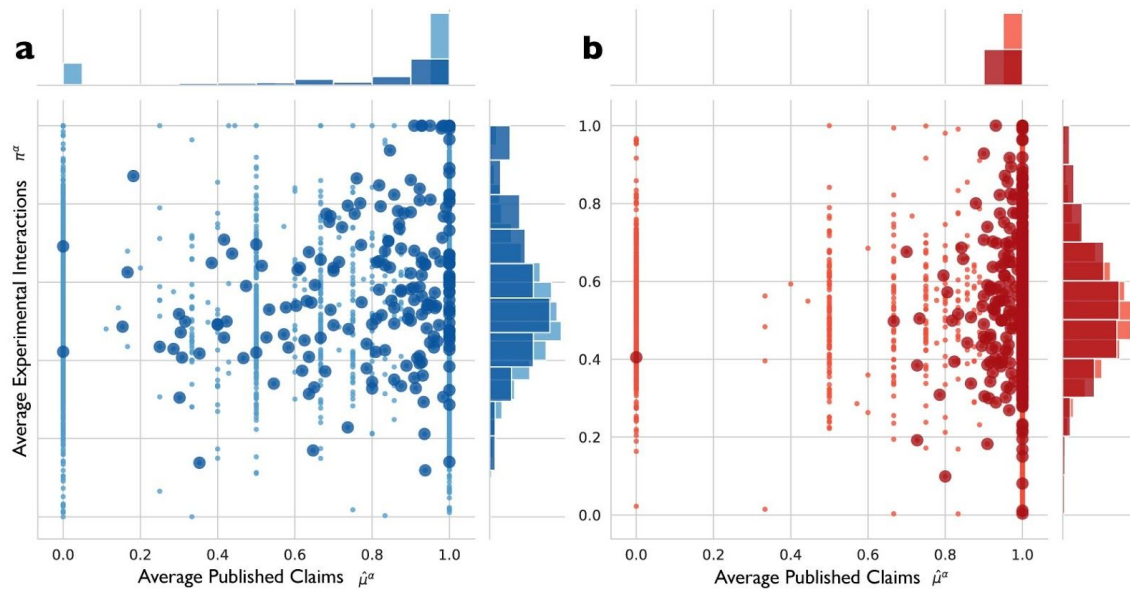 a
b
Average Experimental Interactions π^α
1.0
0.8
0.6
0.4
0.2
0.0
0.0 0.2 0.4 0.6 0.8 1.0
0.0 0.2 0.4 0.6 0.8 1.0
Average Published Claims μ̂^α
Average Published Claims μ̂^α